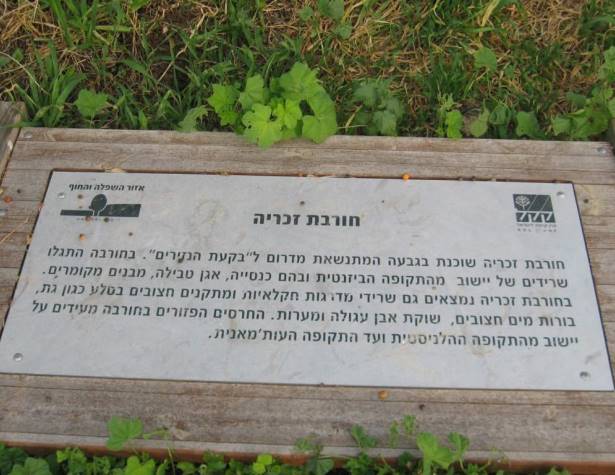 אזור השפלה והחוף
חורבת זכריה
חורבת זכריה שוכנת בגבעה המתנשאת מדרום ל"בקעת הנזירים". בחורבה התגלו
שרידים של יישוב מהתקופה הביזנטית ובהם כנסייה, אגן טבילה, מבנים מקומרים.
בחורבת זכריה נמצאים גם שרידי מדרגות חקלאיות ומתקנים חצובים בסלע כגון גת,
בורות מים חצובים, שוקת אבן עגולה ומערות. החרסים הפזורים בחורבה מעידים על
יישוב מהתקופה ההלניסטית ועד התקופה העות'מאנית.